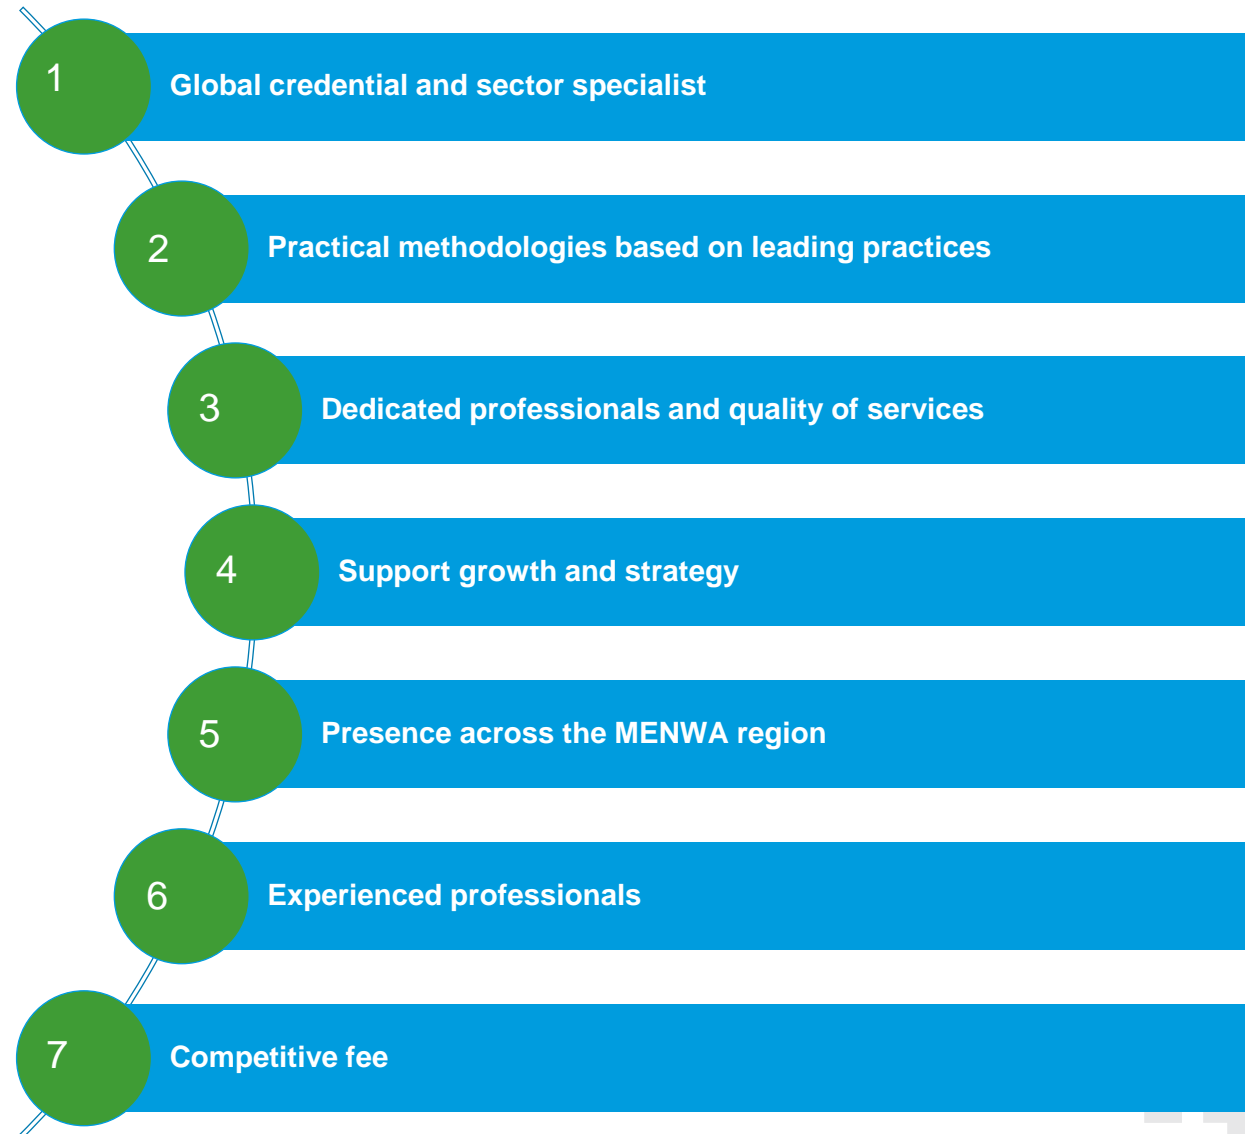 1
Global credential and sector specialist
2
Practical methodologies based on leading practices
3
Dedicated professionals and quality of services
4
Support growth and strategy
5
Presence across the MENWA region
6
Experienced professionals
7
Competitive fee